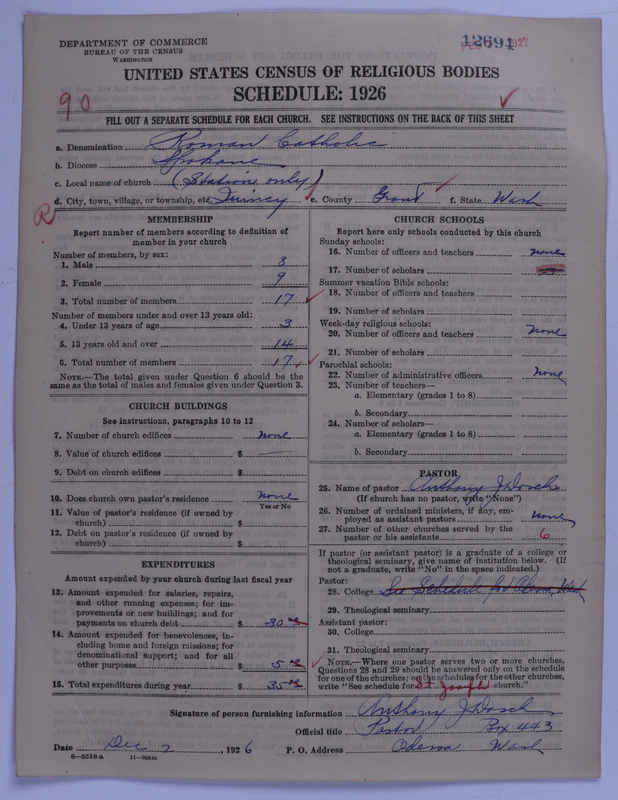 DEPARTMENT OF COMMERCE
BUREAU OF THE CENSUS
WASHINGTON
12691
1927
UNITED STATES CENSUS OF RELIGIOUS BODIES
SCHEDULE: 1926
90
FILL OUT A SEPARATE SCHEDULE FOR EACH CHURCH. SEE INSTRUCTIONS ON THE BACK OF THIS SHEET
a. Denomination Roman Catholic
b. Diocese Spokane
c. Local name of church (Station only)
d. City, town, village, or township, etc Quincy e. County Grant f. State Wash
R
MEMBERSHIP
Report number of members according to definition of
member in your church
Number of members, by sex:
1. Male 8
2. Female 9
3. Total number of members 17
Number of members under and over 13 years old:
4. Under 13 years of age 3
5. 13 years old and over 14
6. Total number of members 17
NOTE.—The total given under Question 6 should be
same as the total of males and females given under Question 3.
CHURCH BUILDINGS
See instructions, paragraphs 10 to 12
7. Number of church edifices none
8. Value of church edifices $ —
9. Debt on church edifices $
10. Does church own pastor's residence none
Yes or No
11. Value of pastor's residence (if owned by
church) $
12. Debt on pastor's residence (if owned by
church) $
EXPENDITURES
Amount expended by your church during last fiscal year
13. Amount expended for salaries, repairs,
and other running expenses; for im-
provements or new buildings; and for
payments on church debt $ 30 00
14. Amount expended for benevolences, in-
cluding home and foreign missions; for
denominational support; and for all
other purposes $ 5 00
15. Total expenditures during year $ 35 00
CHURCH SCHOOLS
Report here only schools conducted by this church
Sunday schools:
16. Number of officers and teachers none
17. Number of scholars
Summer vacation Bible schools:
18. Number of officers and teachers
19. Number of scholars
Week-day religious schools:
20. Number of officers and teachers none
21. Number of scholars
Parochial schools:
22. Number of administrative officers none
23. Number of teachers—
a. Elementary (grades 1 to 8)
b. Secondary
24. Number of scholars—
a. Elementary (grades 1 to 8)
b. Secondary
PASTOR
25. Name of pastor Anthony J Dosch
(If church has no pastor, write "None")
26. Number of ordained ministers, if any, em-
ployed as assistant pastors none
27. Number of other churches served by the
pastor or his assistants 6
If pastor (or assistant pastor) is a graduate of a college or
theological seminary, give name of institution below. (If
not a graduate, write "No" in the space indicated.)
Pastor:
28. College See Schedule for
29. Theological seminary
Assistant pastor:
30. College
31. Theological seminary
NOTE.—Where one pastor serves two or more churches,
Questions 28 and 29 should be answered only on the schedule
for one of the churches; on the schedules for the other churches,
write "See schedule for St Joseph church."
Signature of person furnishing information Anthony J Dosch
Official title Pastor Box 443
Date Dec 2, 1926 P. O. Address Odessa Wash
8—5518 a